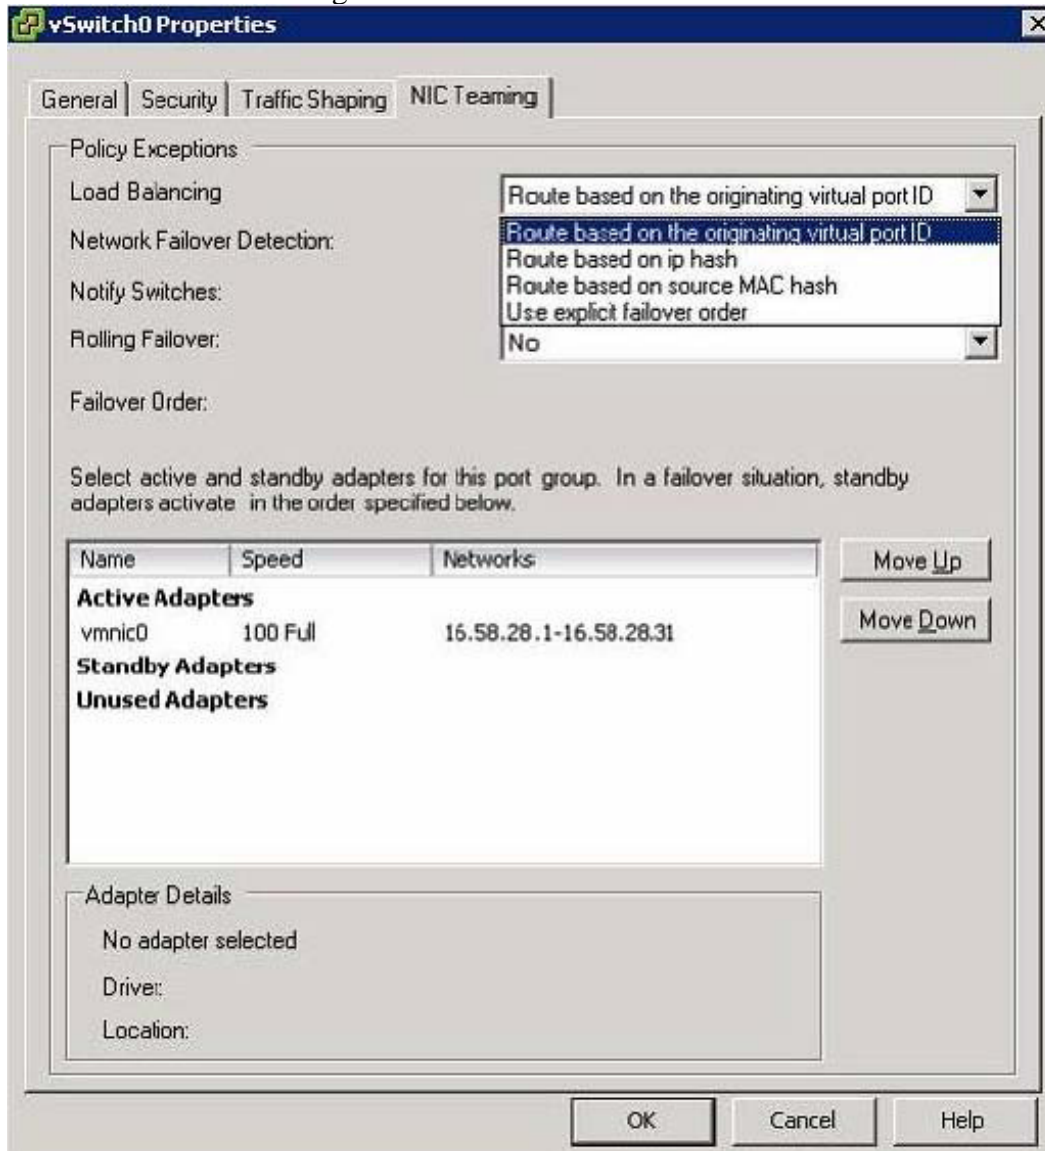 vSwitch0 Properties
General Security Traffic Shaping NIC Teaming
Policy Exceptions
Load Balancing Route based on the originating virtual port ID
Route based on the originating virtual port ID
Network Failover Detection:
Route based on ip hash
Notify Switches: Route based on source MAC hash
Use explicit failover order
Rolling Failover: No
Failover Order:
Select active and standby adapters for this port group. In a failover situation, standby
adapters activate in the order specified below.
Name Speed Networks
Move Up
Active Adapters
vmnic0 100 Full 16.58.28.1-16.58.28.31
Move Down
Standby Adapters
Unused Adapters
Adapter Details
No adapter selected
Driver:
Location:
OK Cancel Help